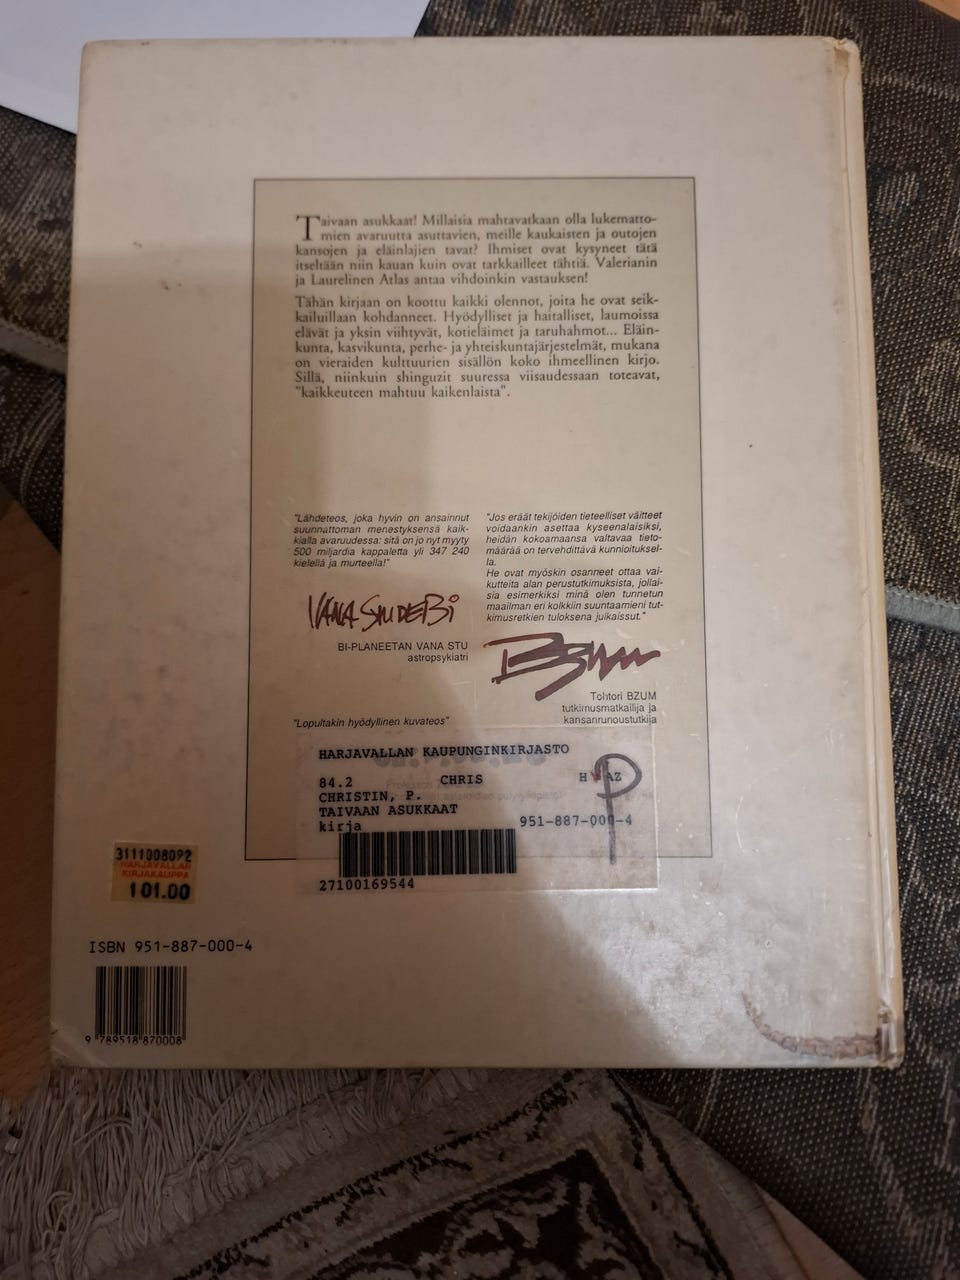 Taivaan asukkaat! Millaisia mahtavatkaan olla lukematto-
mien avaruutta asuttavien, meille kaukaisten ja outojen
kansojen ja eläinlajien tavat? Ihmiset ovat kysyneet tätä
itseltään niin kauan kuin ovat tarkkailleet tähtiä. Valerianin
ja Laurelinen Atlas antaa vihdoinkin vastauksen!
Tähän kirjaan on koottu kaikki olennot, joita he ovat seik-
kailuillaan kohdanneet. Hyödylliset ja haitalliset, laumoissa
elävät ja yksin viihtyvät, kotieläimet ja taruhahmot... Eläin-
kunta, kasvikunta, perhe- ja yhteiskuntajärjestelmät, mukana
on vieraiden kulttuurien sisällön koko ihmeellinen kirjo.
Sillä, niinkuin shinguzit suuressa viisaudessaan toteavat,
"kaikkeuteen mahtuu kaikenlaista".
"Lähdeteos, joka hyvin on ansainnut
suunnattoman menestyksensä kaik-
kialla avaruudessa: sitä on jo nyt myyty
500 miljardia kappaletta yli 347 240
kielellä ja murteella!"
VANA STU DE BI
BI-PLANEETAN VANA STU
astropsykiatri
"Jos eräät tekijöiden tieteelliset väitteet
voidaankin asettaa kyseenalaisiksi,
heidän kokoamaansa valtavaa tieto-
määrää on tervehdittävä kunnioituksel-
la.
He ovat myöskin osanneet ottaa vai-
kutteita alan perustutkimuksista, jollai-
sia esimerkiksi minä olen tunnetun
maailman eri kolkkiin suuntaamieni tut-
kimusretkien tuloksena julkaissut."
BZUM
Tohtori BZUM
tutkimusmatkailija ja
kansanrunoustutkija
"Lopultakin hyödyllinen kuvateos"
HARJAVALLAN KAUPUNGINKIRJASTO
84.2 CHRIS H AZ
P
CHRISTIN, P.
TAIVAAN ASUKKAAT
kirja 951-887-000-4
27100169544
3111008092
HARJAVALLAN
KIRJAKAUPPA
101.00
ISBN 951-887-000-4
9 789518 870008